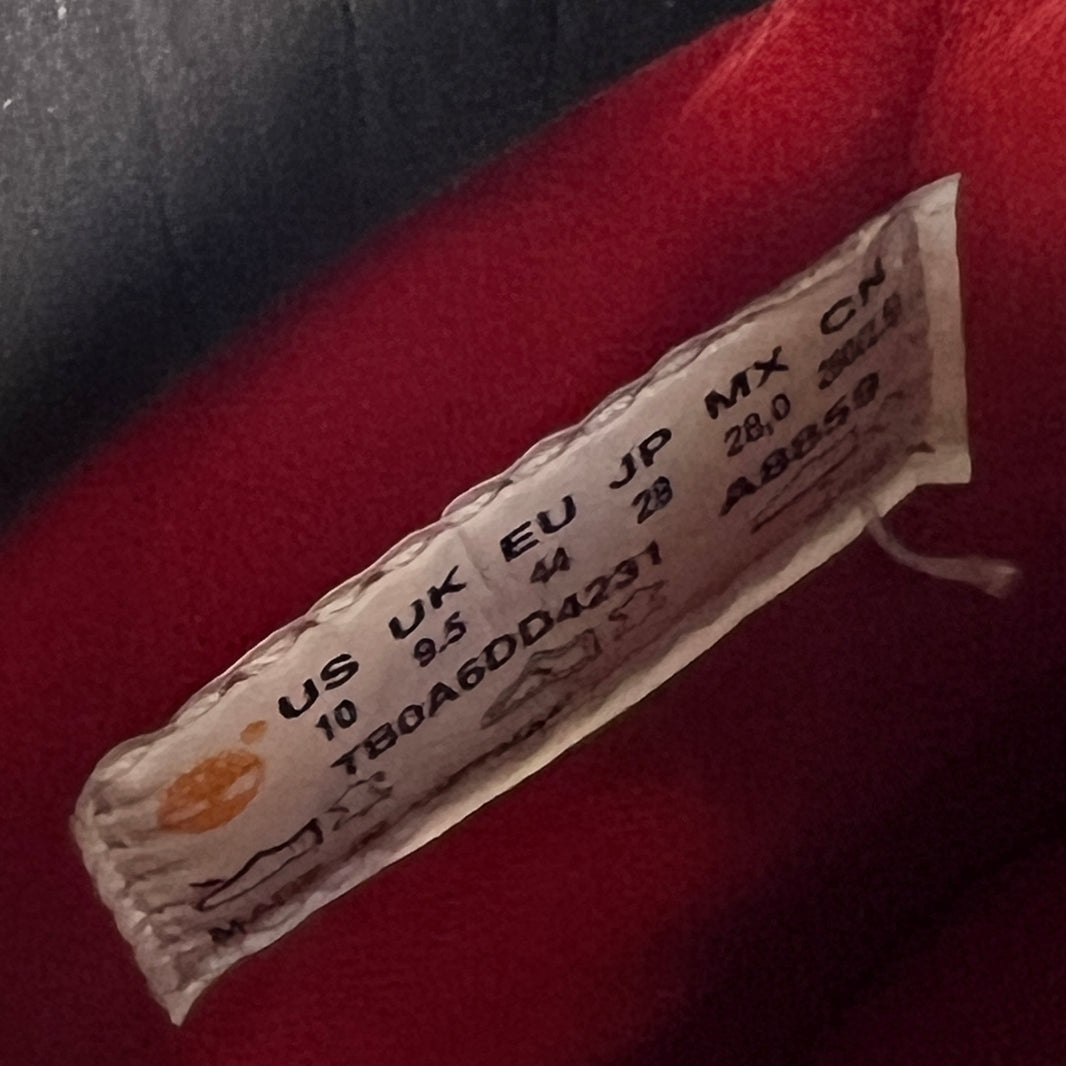 US UK EU JP MX CN
10 9.5 44 28 28,0
TB0A6DD4231 A8859